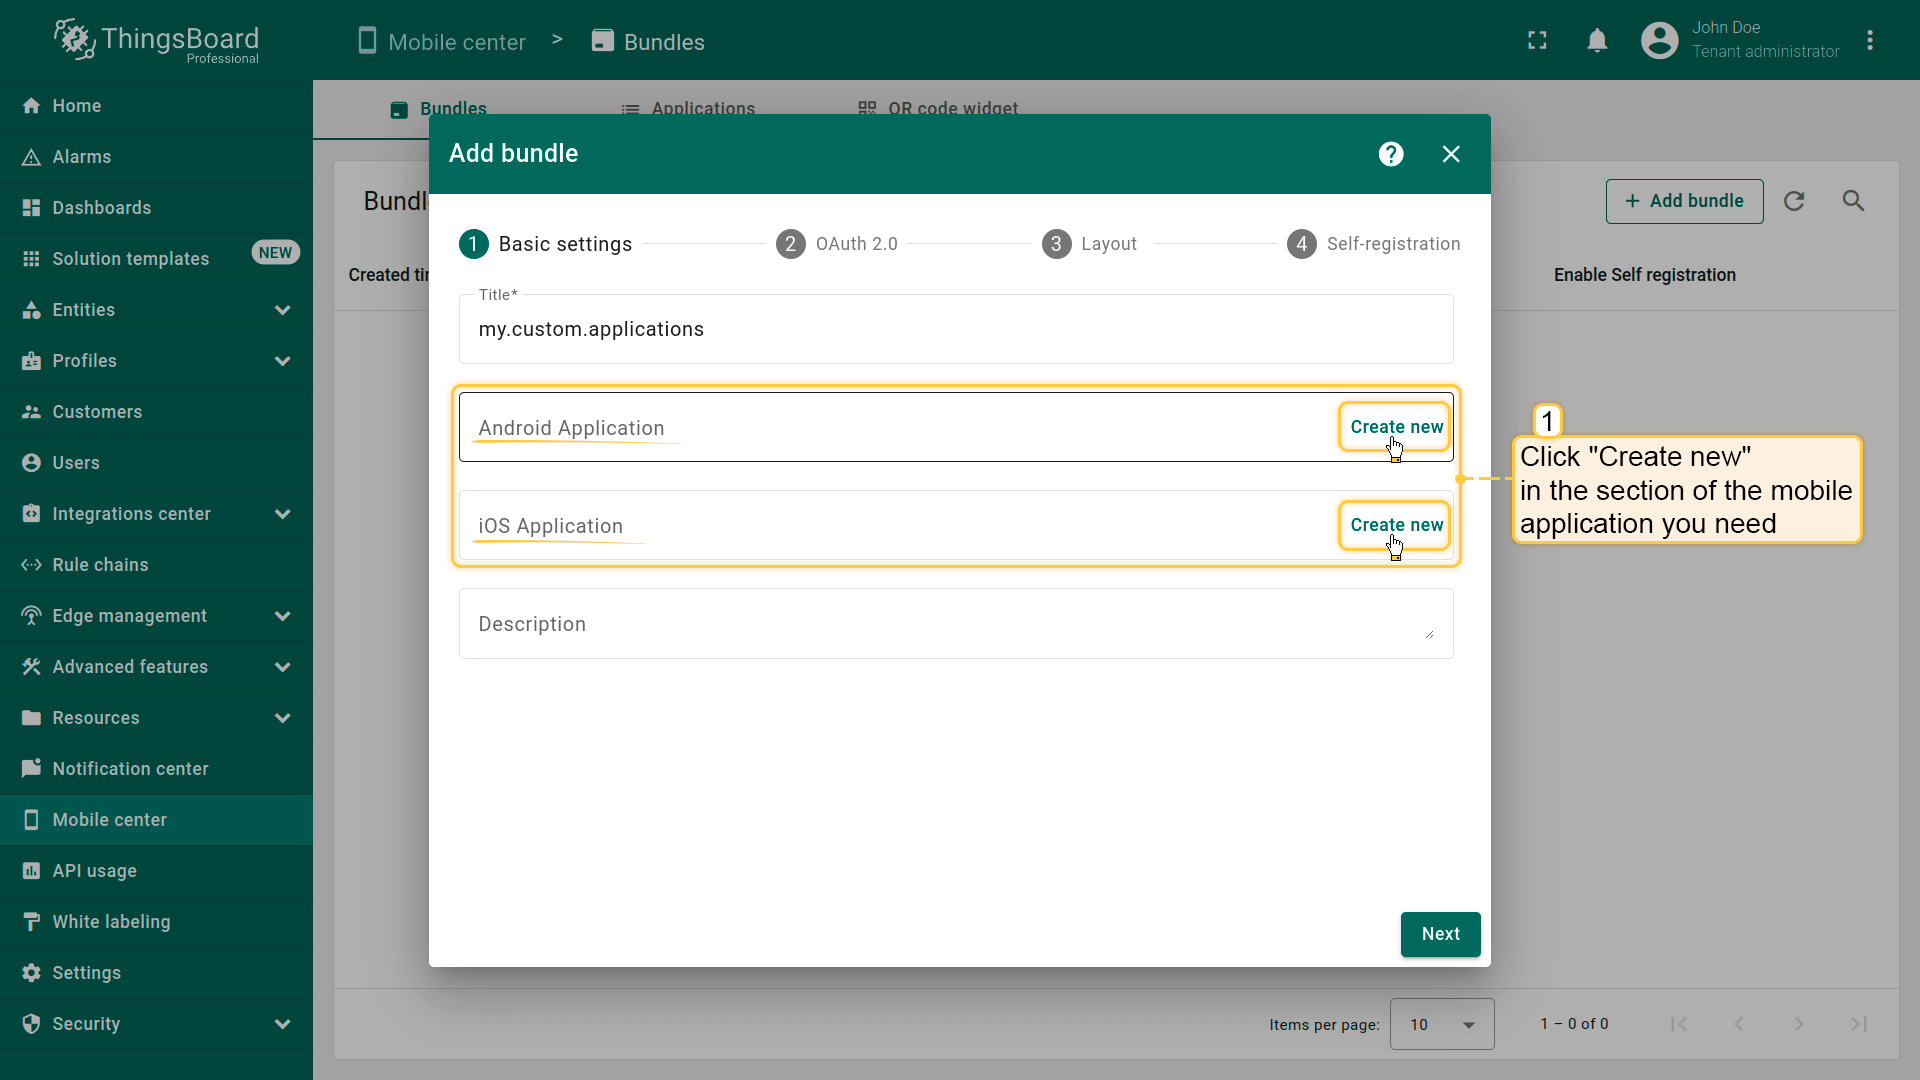 ThingsBoard
Professional
Mobile center > Bundles
John Doe
Tenant administrator
Home
Alarms
Dashboards
Solution templates NEW
Entities
Profiles
Customers
Users
Integrations center
Rule chains
Edge management
Advanced features
Resources
Notification center
Mobile center
API usage
White labeling
Settings
Security
Bundles
Applications
QR code widget
Bundl
+ Add bundle
Created tir
Enable Self registration
Add bundle
?
1 Basic settings
2 OAuth 2.0
3 Layout
4 Self-registration
Title*
my.custom.applications
Android Application
Create new
iOS Application
Create new
Description
Next
1
Click "Create new"
in the section of the mobile
application you need
Items per page: 10
1 – 0 of 0